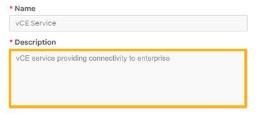 * Name
vCE Service
* Description
vCE service providing connectivity to enterprise